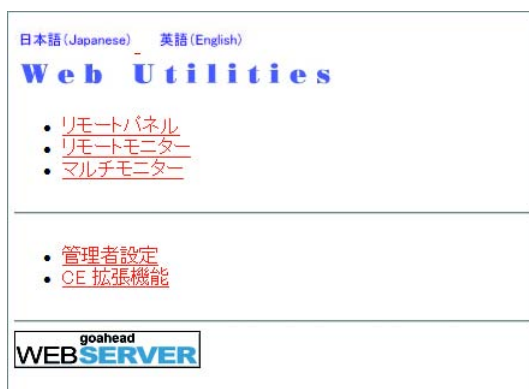 日本語(Japanese) 英語(English)
Web Utilities
リモートパネル
リモートモニター
マルチモニター
管理者設定
CE 拡張機能
goahead
WEBSERVER